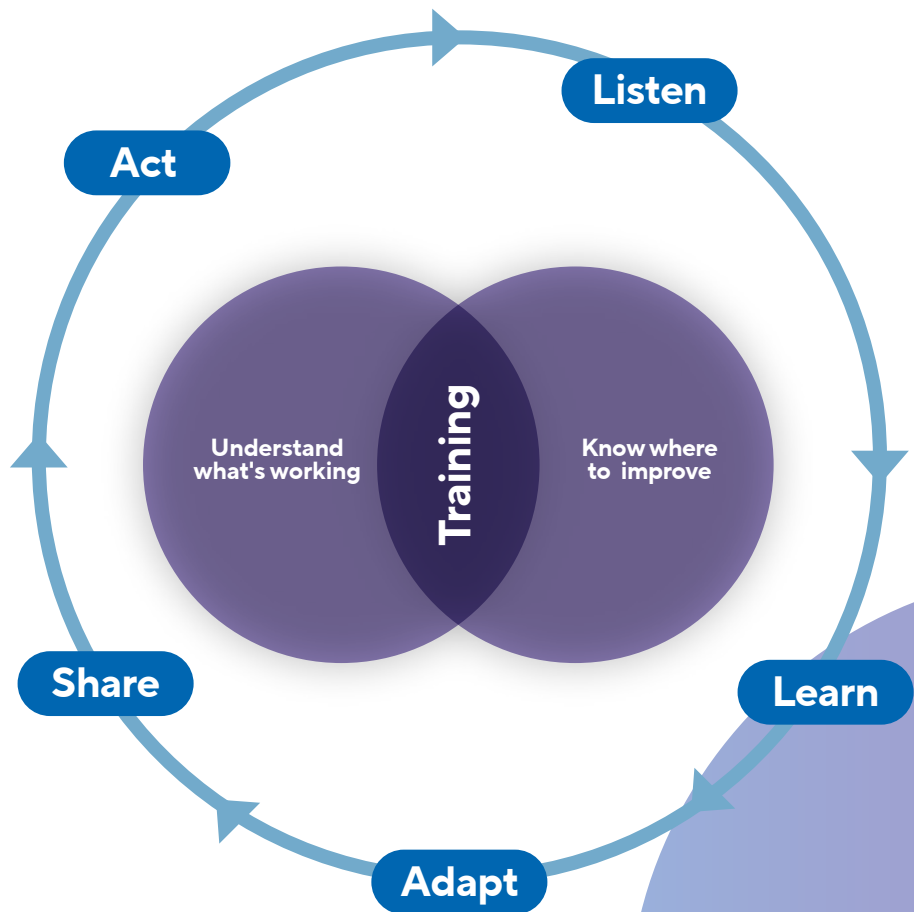 Listen
Act
Understand
what's working
Training
Know where
to improve
Share
Learn
Adapt